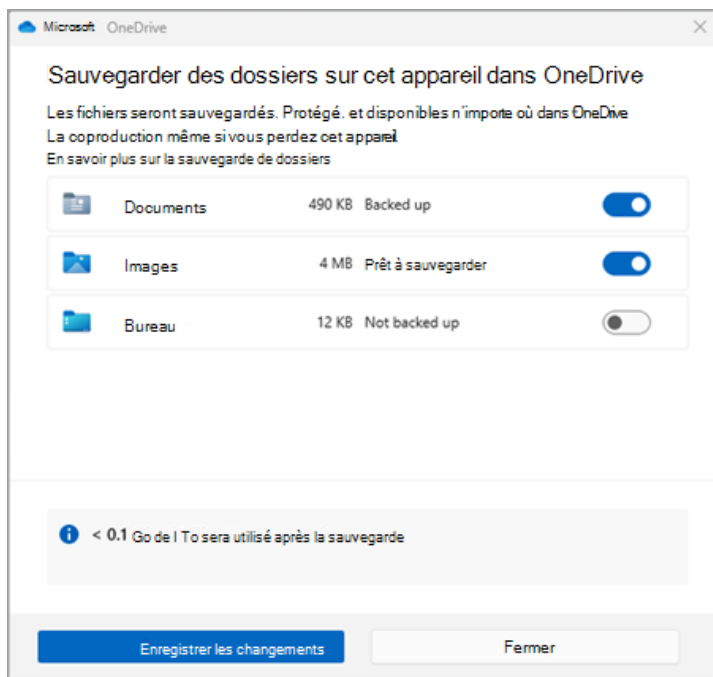 Microsoft OneDrive
Sauvegarder des dossiers sur cet appareil dans OneDrive
Les fichiers seront sauvegardés. Protégé. et disponibles n'importe où dans OneDrive
La coproduction même si vous perdez cet appareil
En savoir plus sur la sauvegarde de dossiers
Documents 490 KB Backed up
Images 4 MB Prêt à sauvegarder
Bureau 12 KB Not backed up
< 0.1 Go de I To sera utilisé après la sauvegarde
Enregistrer les changements Fermer